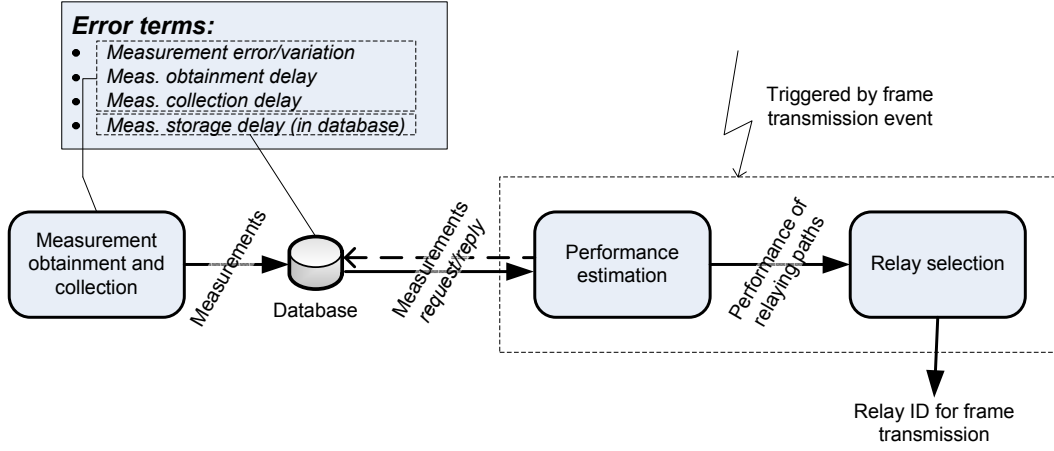 Error terms:
• Measurement error/variation
• Meas. obtainment delay
• Meas. collection delay
• Meas. storage delay (in database)
Triggered by frame
transmission event
Measurement
obtainment and
collection
Measurements
Database
Measurements
request/reply
Performance
estimation
Performance of
relaying paths
Relay selection
Relay ID for frame
transmission